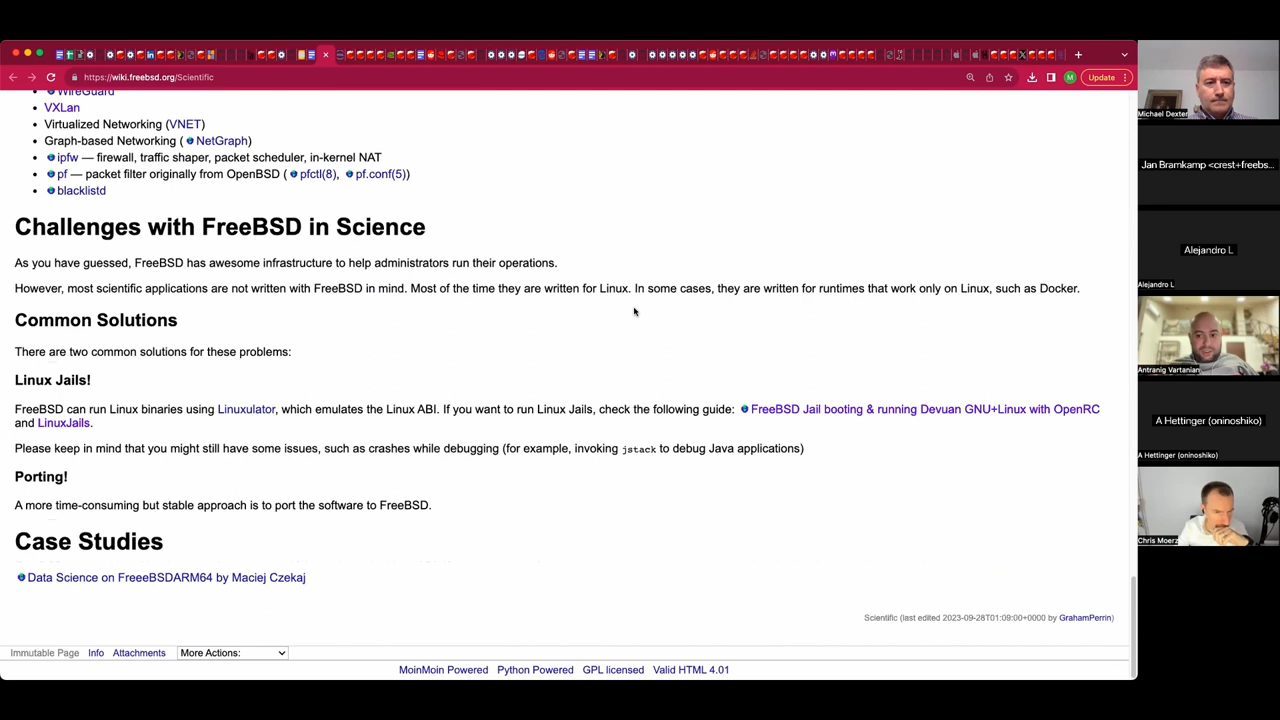 https://wiki.freebsd.org/Scientific
Update
WireGuard
VXLan
Virtualized Networking (VNET)
Graph-based Networking ( NetGraph)
ipfw — firewall, traffic shaper, packet scheduler, in-kernel NAT
pf — packet filter originally from OpenBSD ( pfctl(8), pf.conf(5))
blacklistd
Challenges with FreeBSD in Science
As you have guessed, FreeBSD has awesome infrastructure to help administrators run their operations.
However, most scientific applications are not written with FreeBSD in mind. Most of the time they are written for Linux. In some cases, they are written for runtimes that work only on Linux, such as Docker.
Common Solutions
There are two common solutions for these problems:
Linux Jails!
FreeBSD can run Linux binaries using Linuxulator, which emulates the Linux ABI. If you want to run Linux Jails, check the following guide: FreeBSD Jail booting & running Devuan GNU+Linux with OpenRC
and LinuxJails.
Please keep in mind that you might still have some issues, such as crashes while debugging (for example, invoking jstack to debug Java applications)
Porting!
A more time-consuming but stable approach is to port the software to FreeBSD.
Case Studies
Data Science on FreeeBSDARM64 by Maciej Czekaj
Scientific (last edited 2023-09-28T01:09:00+0000 by GrahamPerrin)
Immutable Page Info Attachments More Actions:
MoinMoin Powered Python Powered GPL licensed Valid HTML 4.01
Michael Dexter
Jan Bramkamp <crest+freebs...
Alejandro L
Alejandro L
Antranig Vartanian
A Hettinger (oninoshiko)
A Hettinger (oninoshiko)
Chris Moerz